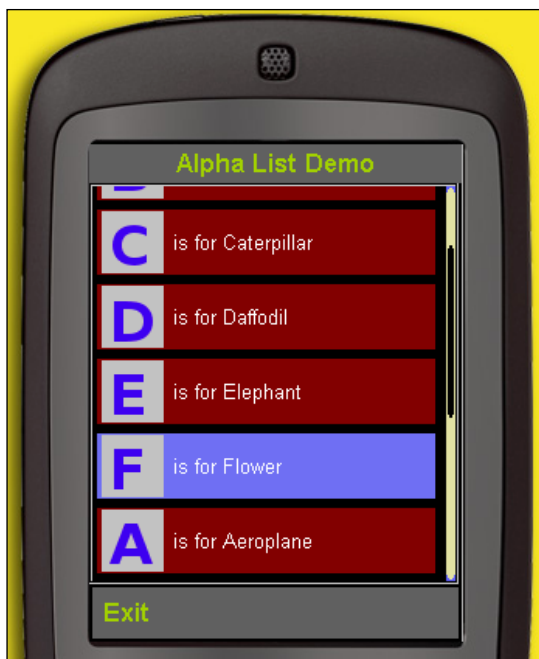 Alpha List Demo
C is for Caterpillar
D is for Daffodil
E is for Elephant
F is for Flower
A is for Aeroplane
Exit